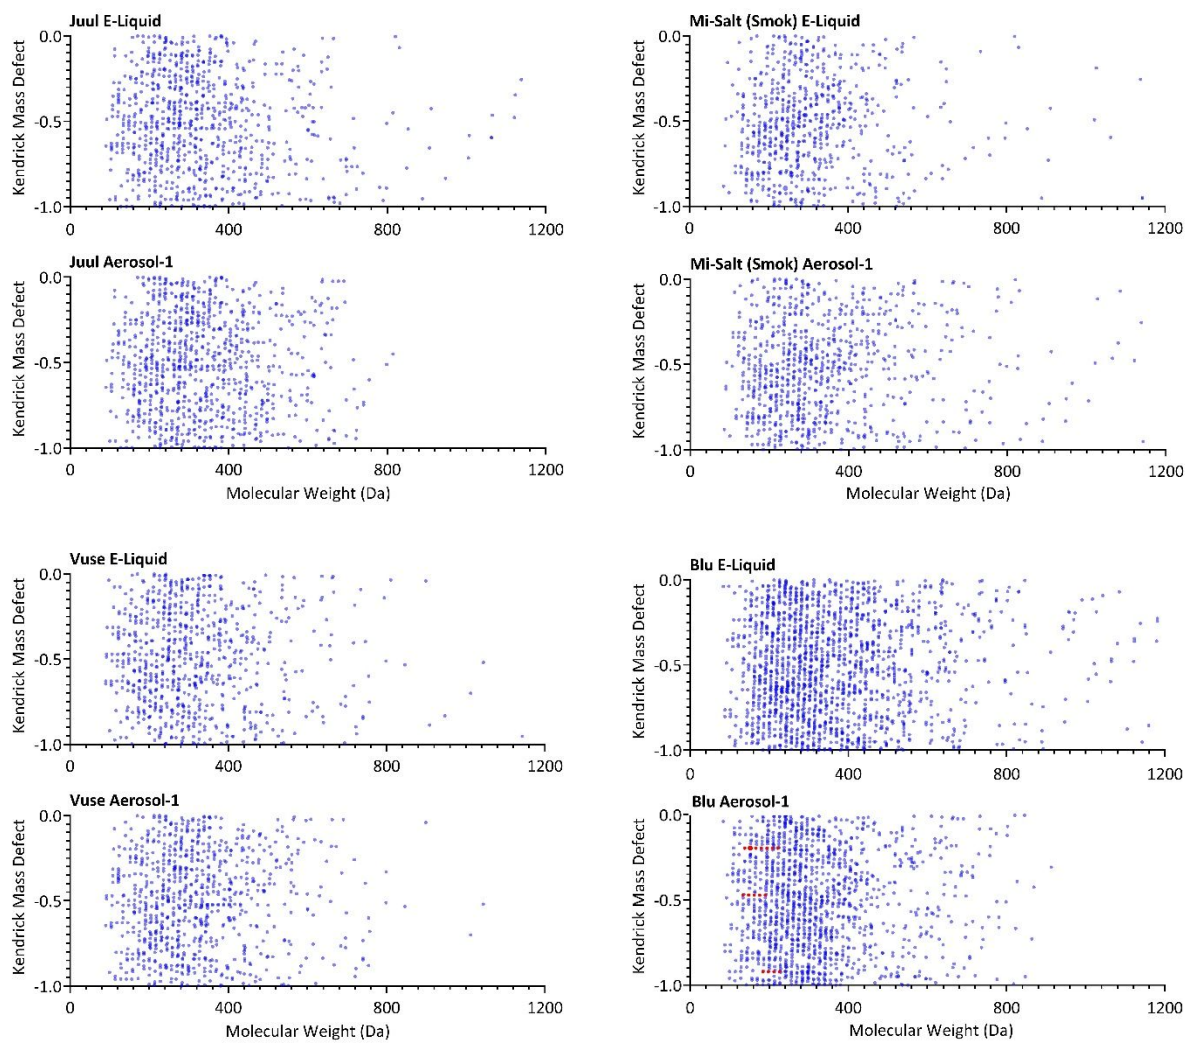 Juul E-Liquid
Kendrick Mass Defect
0.0
-0.5
-1.0
0 400 800 1200
Mi-Salt (Smok) E-Liquid
Kendrick Mass Defect
0.0
-0.5
-1.0
0 400 800 1200
Juul Aerosol-1
Kendrick Mass Defect
0.0
-0.5
-1.0
0 400 800 1200
Molecular Weight (Da)
Mi-Salt (Smok) Aerosol-1
Kendrick Mass Defect
0.0
-0.5
-1.0
0 400 800 1200
Molecular Weight (Da)
Vuse E-Liquid
Kendrick Mass Defect
0.0
-0.5
-1.0
0 400 800 1200
Blu E-Liquid
Kendrick Mass Defect
0.0
-0.5
-1.0
0 400 800 1200
Vuse Aerosol-1
Kendrick Mass Defect
0.0
-0.5
-1.0
0 400 800 1200
Molecular Weight (Da)
Blu Aerosol-1
Kendrick Mass Defect
0.0
-0.5
-1.0
0 400 800 1200
Molecular Weight (Da)